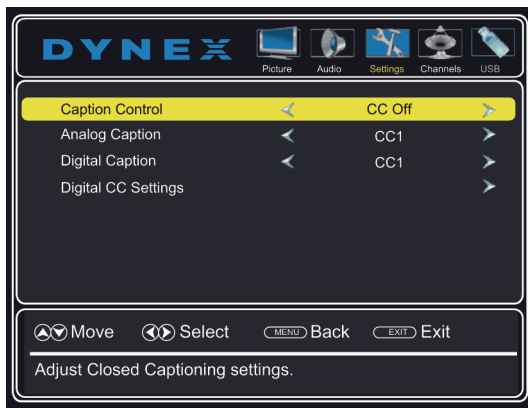 DYNEX
Picture Audio Settings Channels USB
Caption Control CC Off
Analog Caption CC1
Digital Caption CC1
Digital CC Settings
Move Select MENU Back EXIT Exit
Adjust Closed Captioning settings.